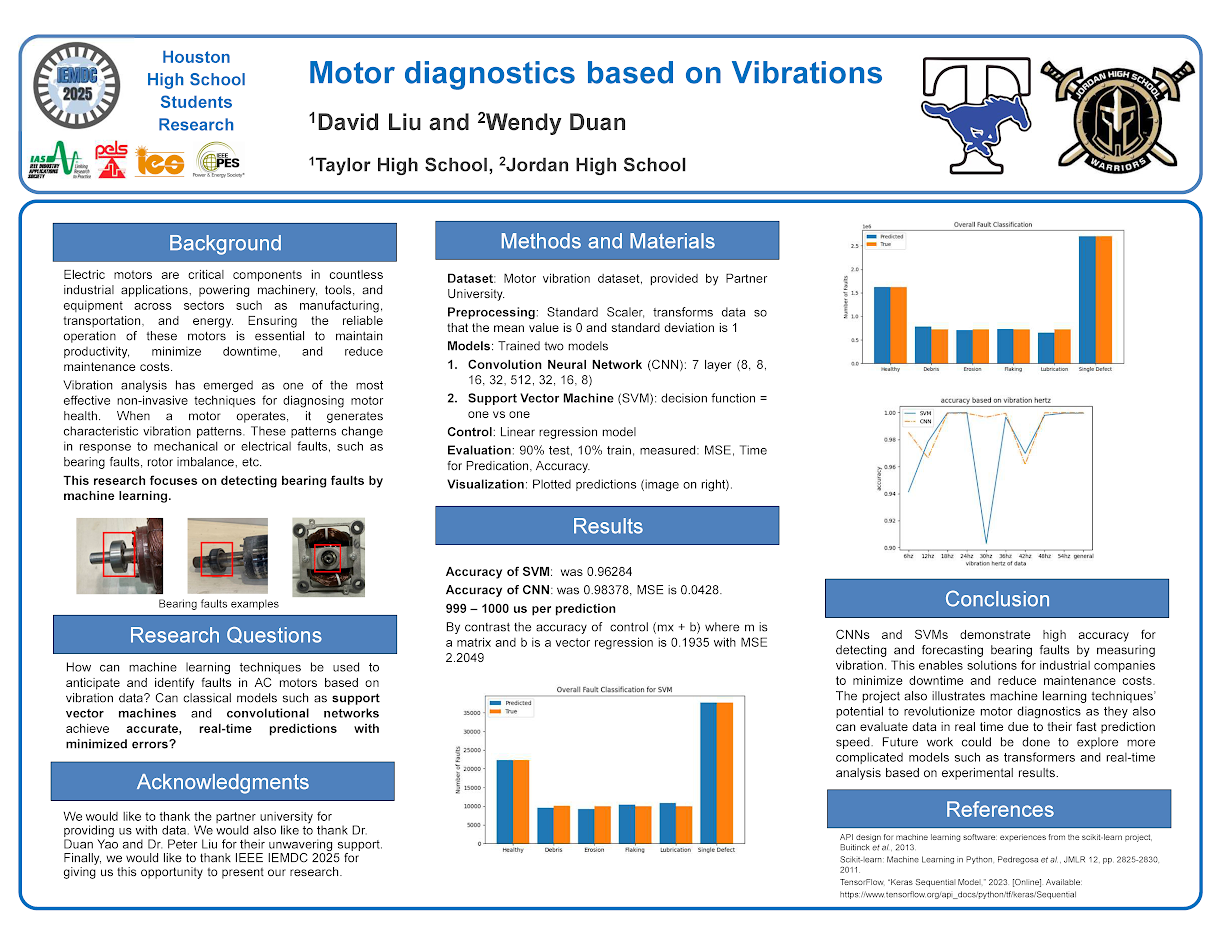 IEMDC
2025
Houston
High School
Students
Research
IAS
IEEE INDUSTRY
APPLICATIONS
SOCIETY
Linking
Research
to Practice
pels
ies
IEEE
PES
Power & Energy Society®
Motor diagnostics based on Vibrations
¹David Liu and ²Wendy Duan
¹Taylor High School, ²Jordan High School
T
JORDAN HIGH SCHOOL
WARRIORS
Background
Electric motors are critical components in countless
industrial applications, powering machinery, tools, and
equipment across sectors such as manufacturing,
transportation, and energy. Ensuring the reliable
operation of these motors is essential to maintain
productivity, minimize downtime, and reduce
maintenance costs.
Vibration analysis has emerged as one of the most
effective non-invasive techniques for diagnosing motor
health. When a motor operates, it generates
characteristic vibration patterns. These patterns change
in response to mechanical or electrical faults, such as
bearing faults, rotor imbalance, etc.
This research focuses on detecting bearing faults by
machine learning.
Bearing faults examples
Research Questions
How can machine learning techniques be used to
anticipate and identify faults in AC motors based on
vibration data? Can classical models such as support
vector machines and convolutional networks
achieve accurate, real-time predictions with
minimized errors?
Acknowledgments
We would like to thank the partner university for
providing us with data. We would also like to thank Dr.
Duan Yao and Dr. Peter Liu for their unwavering support.
Finally, we would like to thank IEEE IEMDC 2025 for
giving us this opportunity to present our research.
Methods and Materials
Dataset: Motor vibration dataset, provided by Partner
University.
Preprocessing: Standard Scaler, transforms data so
that the mean value is 0 and standard deviation is 1
Models: Trained two models
1. Convolution Neural Network (CNN): 7 layer (8, 8,
16, 32, 512, 32, 16, 8)
2. Support Vector Machine (SVM): decision function =
one vs one
Control: Linear regression model
Evaluation: 90% test, 10% train, measured: MSE, Time
for Predication, Accuracy.
Visualization: Plotted predictions (image on right).
Results
Accuracy of SVM: was 0.96284
Accuracy of CNN: was 0.98378, MSE is 0.0428.
999 – 1000 us per prediction
By contrast the accuracy of control (mx + b) where m is
a matrix and b is a vector regression is 0.1935 with MSE
2.2049
Overall Fault Classification for SVM
Predicted
True
Number of Faults
35000
30000
25000
20000
15000
10000
5000
0
Healthy Debris Erosion Flaking Lubrication Single Defect
Overall Fault Classification
1e6
Predicted
True
Number of Faults
2.5
2.0
1.5
1.0
0.5
0.0
Healthy Debris Erosion Flaking Lubrication Single Defect
accuracy based on vibration hertz
SVM
CNN
accuracy
1.00
0.98
0.96
0.94
0.92
0.90
6hz 12hz 18hz 24hz 30hz 36hz 42hz 48hz 54hz general
vibration hertz of data
Conclusion
CNNs and SVMs demonstrate high accuracy for
detecting and forecasting bearing faults by measuring
vibration. This enables solutions for industrial companies
to minimize downtime and reduce maintenance costs.
The project also illustrates machine learning techniques'
potential to revolutionize motor diagnostics as they also
can evaluate data in real time due to their fast prediction
speed. Future work could be done to explore more
complicated models such as transformers and real-time
analysis based on experimental results.
References
API design for machine learning software: experiences from the scikit-learn project,
Buitinck et al., 2013.
Scikit-learn: Machine Learning in Python, Pedregosa et al., JMLR 12, pp. 2825-2830,
2011.
TensorFlow, "Keras Sequential Model," 2023. [Online]. Available:
https://www.tensorflow.org/api_docs/python/tf/keras/Sequential